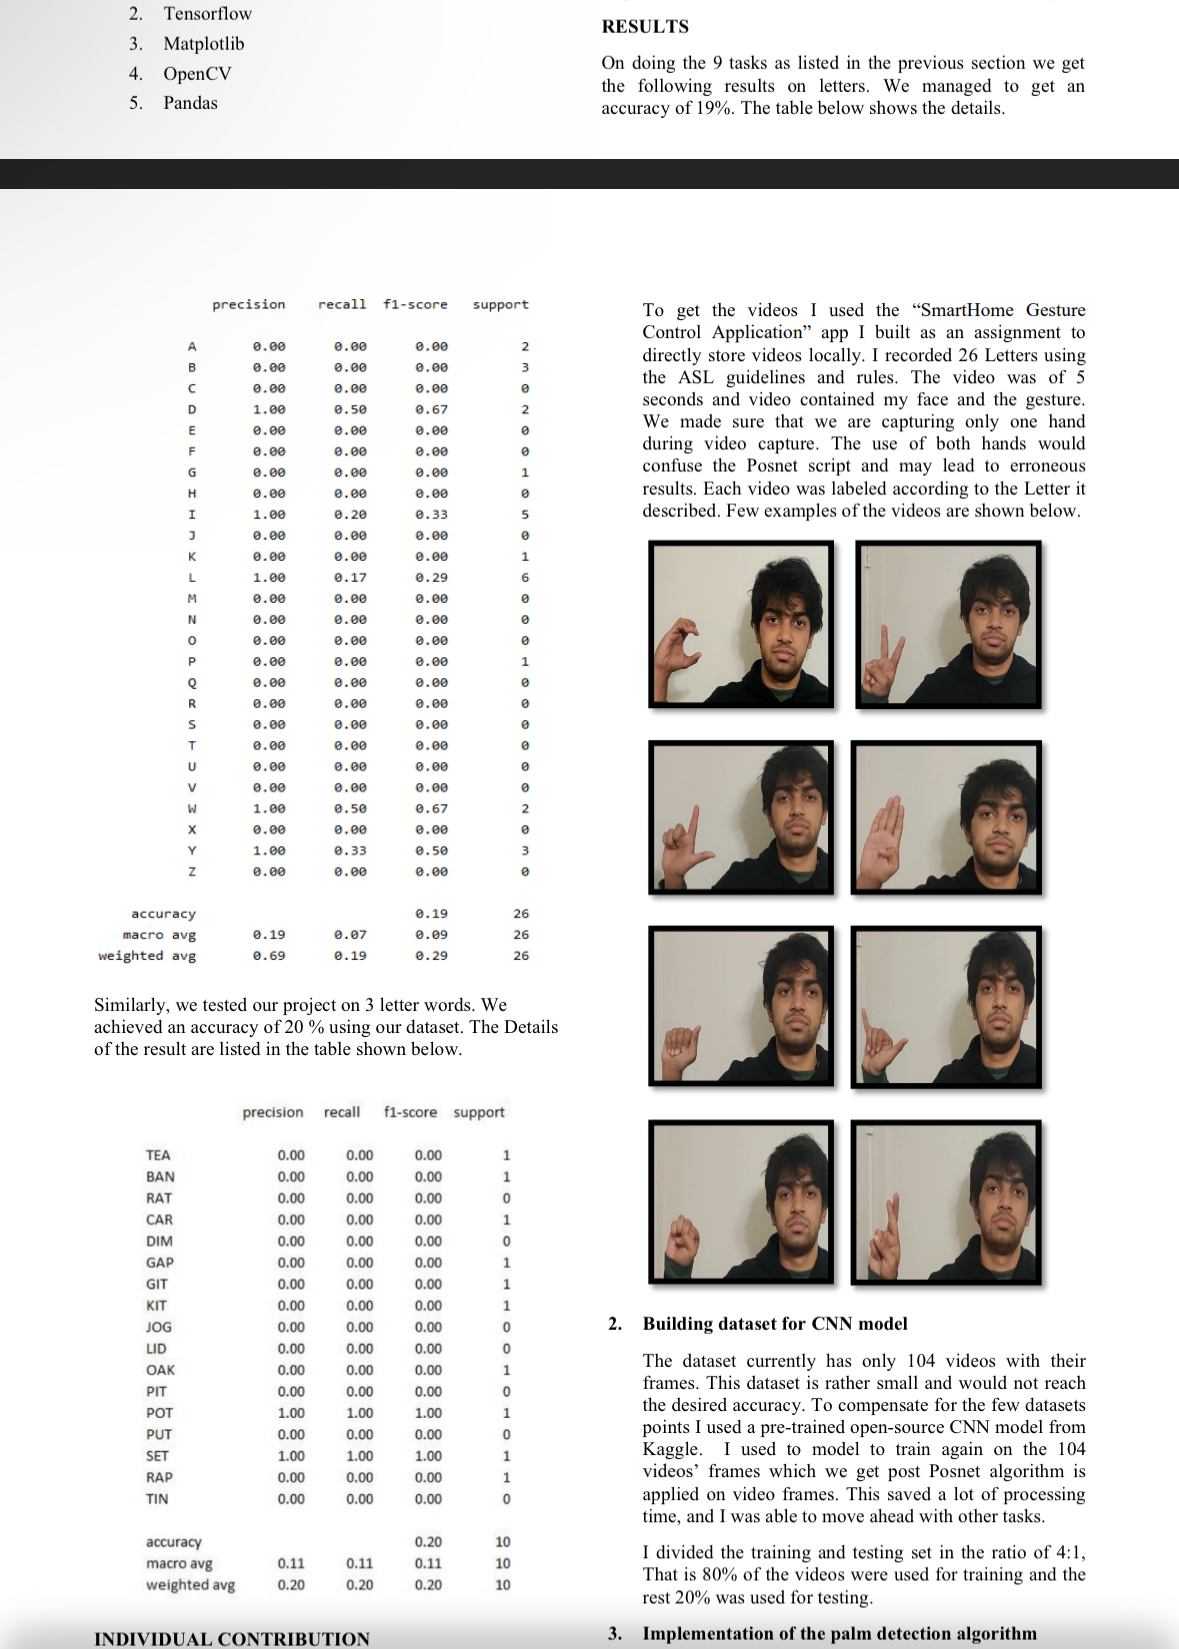 2. Tensorflow
3. Matplotlib
4. OpenCV
5. Pandas
RESULTS
On doing the 9 tasks as listed in the previous section we get
the following results on letters. We managed to get an
accuracy of 19%. The table below shows the details.
precision recall f1-score support
A 0.00 0.00 0.00 2
B 0.00 0.00 0.00 3
C 0.00 0.00 0.00 0
D 1.00 0.50 0.67 2
E 0.00 0.00 0.00 0
F 0.00 0.00 0.00 0
G 0.00 0.00 0.00 1
H 0.00 0.00 0.00 0
I 1.00 0.20 0.33 5
J 0.00 0.00 0.00 0
K 0.00 0.00 0.00 1
L 1.00 0.17 0.29 6
M 0.00 0.00 0.00 0
N 0.00 0.00 0.00 0
O 0.00 0.00 0.00 0
P 0.00 0.00 0.00 1
Q 0.00 0.00 0.00 0
R 0.00 0.00 0.00 0
S 0.00 0.00 0.00 0
T 0.00 0.00 0.00 0
U 0.00 0.00 0.00 0
V 0.00 0.00 0.00 0
W 1.00 0.50 0.67 2
X 0.00 0.00 0.00 0
Y 1.00 0.33 0.50 3
Z 0.00 0.00 0.00 0
accuracy 0.19 26
macro avg 0.19 0.07 0.09 26
weighted avg 0.69 0.19 0.29 26
Similarly, we tested our project on 3 letter words. We
achieved an accuracy of 20 % using our dataset. The Details
of the result are listed in the table shown below.
precision recall f1-score support
TEA 0.00 0.00 0.00 1
BAN 0.00 0.00 0.00 1
RAT 0.00 0.00 0.00 0
CAR 0.00 0.00 0.00 1
DIM 0.00 0.00 0.00 0
GAP 0.00 0.00 0.00 1
GIT 0.00 0.00 0.00 1
KIT 0.00 0.00 0.00 1
JOG 0.00 0.00 0.00 0
LID 0.00 0.00 0.00 0
OAK 0.00 0.00 0.00 1
PIT 0.00 0.00 0.00 0
POT 1.00 1.00 1.00 1
PUT 0.00 0.00 0.00 0
SET 1.00 1.00 1.00 1
RAP 0.00 0.00 0.00 1
TIN 0.00 0.00 0.00 0
accuracy 0.20 10
macro avg 0.11 0.11 0.11 10
weighted avg 0.20 0.20 0.20 10
INDIVIDUAL CONTRIBUTION
To get the videos I used the “SmartHome Gesture
Control Application” app I built as an assignment to
directly store videos locally. I recorded 26 Letters using
the ASL guidelines and rules. The video was of 5
seconds and video contained my face and the gesture.
We made sure that we are capturing only one hand
during video capture. The use of both hands would
confuse the Posnet script and may lead to erroneous
results. Each video was labeled according to the Letter it
described. Few examples of the videos are shown below.
2. Building dataset for CNN model
The dataset currently has only 104 videos with their
frames. This dataset is rather small and would not reach
the desired accuracy. To compensate for the few datasets
points I used a pre-trained open-source CNN model from
Kaggle. I used to model to train again on the 104
videos’ frames which we get post Posnet algorithm is
applied on video frames. This saved a lot of processing
time, and I was able to move ahead with other tasks.
I divided the training and testing set in the ratio of 4:1,
That is 80% of the videos were used for training and the
rest 20% was used for testing.
3. Implementation of the palm detection algorithm